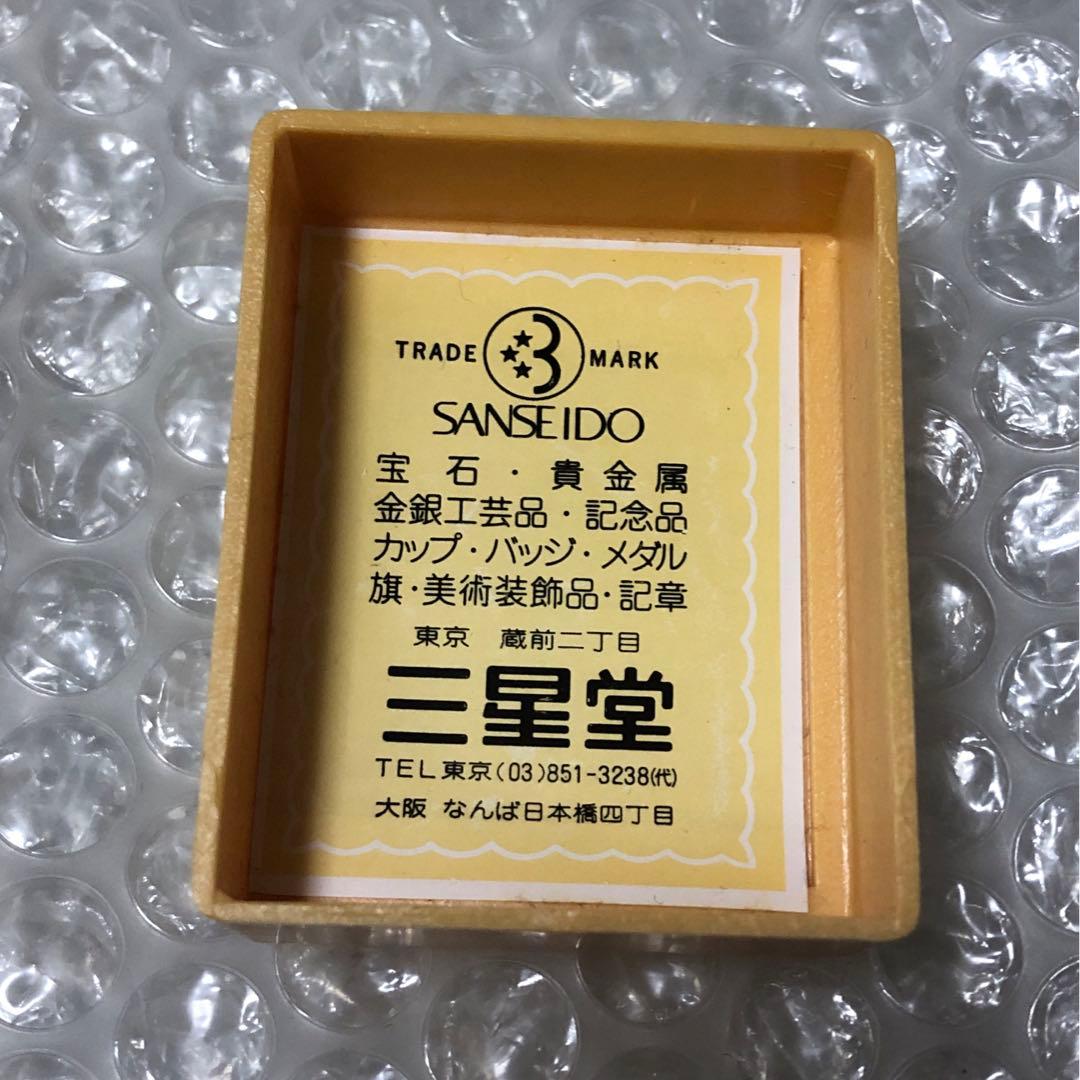 TRADE 3 MARK
SANSEIDO
宝石・貴金属
金銀工芸品・記念品
カップ・バッジ・メダル
旗・美術装飾品・記章
東京 蔵前二丁目
三星堂
TEL東京(03)851-3238(代)
大阪 なんば日本橋四丁目